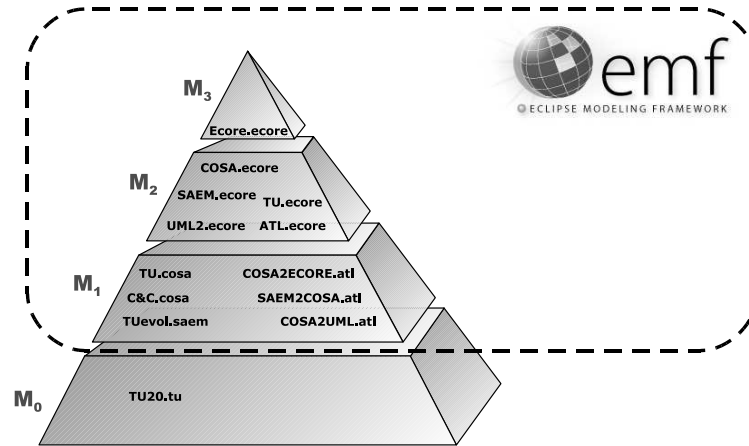 emf
ECLIPSE MODELING FRAMEWORK
M3
Ecore.ecore
M2
COSA.ecore
SAEM.ecore TU.ecore
UML2.ecore ATL.ecore
M1
TU.cosa COSA2ECORE.atl
C&C.cosa SAEM2COSA.atl
TUevol.saem COSA2UML.atl
M0
TU20.tu